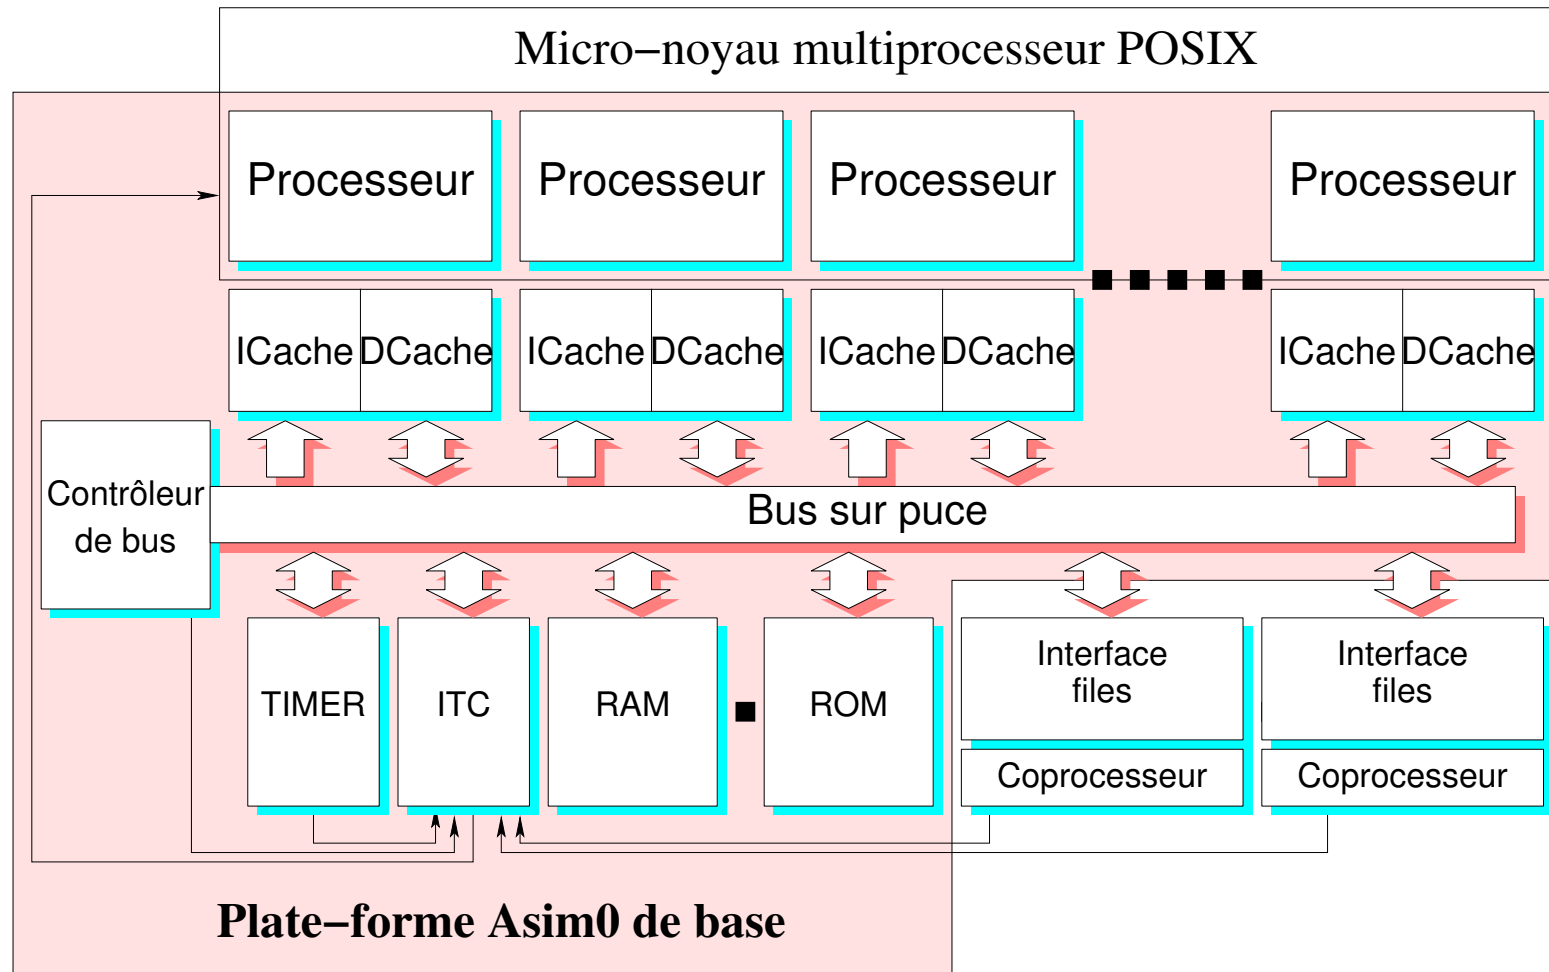 Micro−noyau multiprocesseur POSIX
Processeur Processeur Processeur Processeur
ICache DCache ICache DCache ICache DCache ICache DCache
Contrôleur
de bus
Bus sur puce
TIMER ITC RAM ROM
Interface
files
Interface
files
Coprocesseur Coprocesseur
Plate−forme Asim0 de base